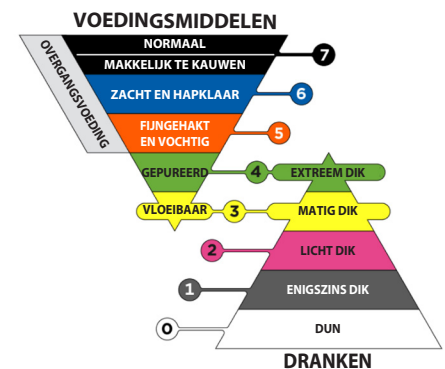 VOEDINGSMIDDELEN
OVERGANGSVOEDING
NORMAAL
MAKKELIJK TE KAUWEN
7
ZACHT EN HAPKLAAR
6
FIJNGEHAKT
EN VOCHTIG
5
GEPUREERD
4
EXTREEM DIK
VLOEIBAAR
3
MATIG DIK
2
LICHT DIK
1
ENIGSZINS DIK
0
DUN
DRANKEN